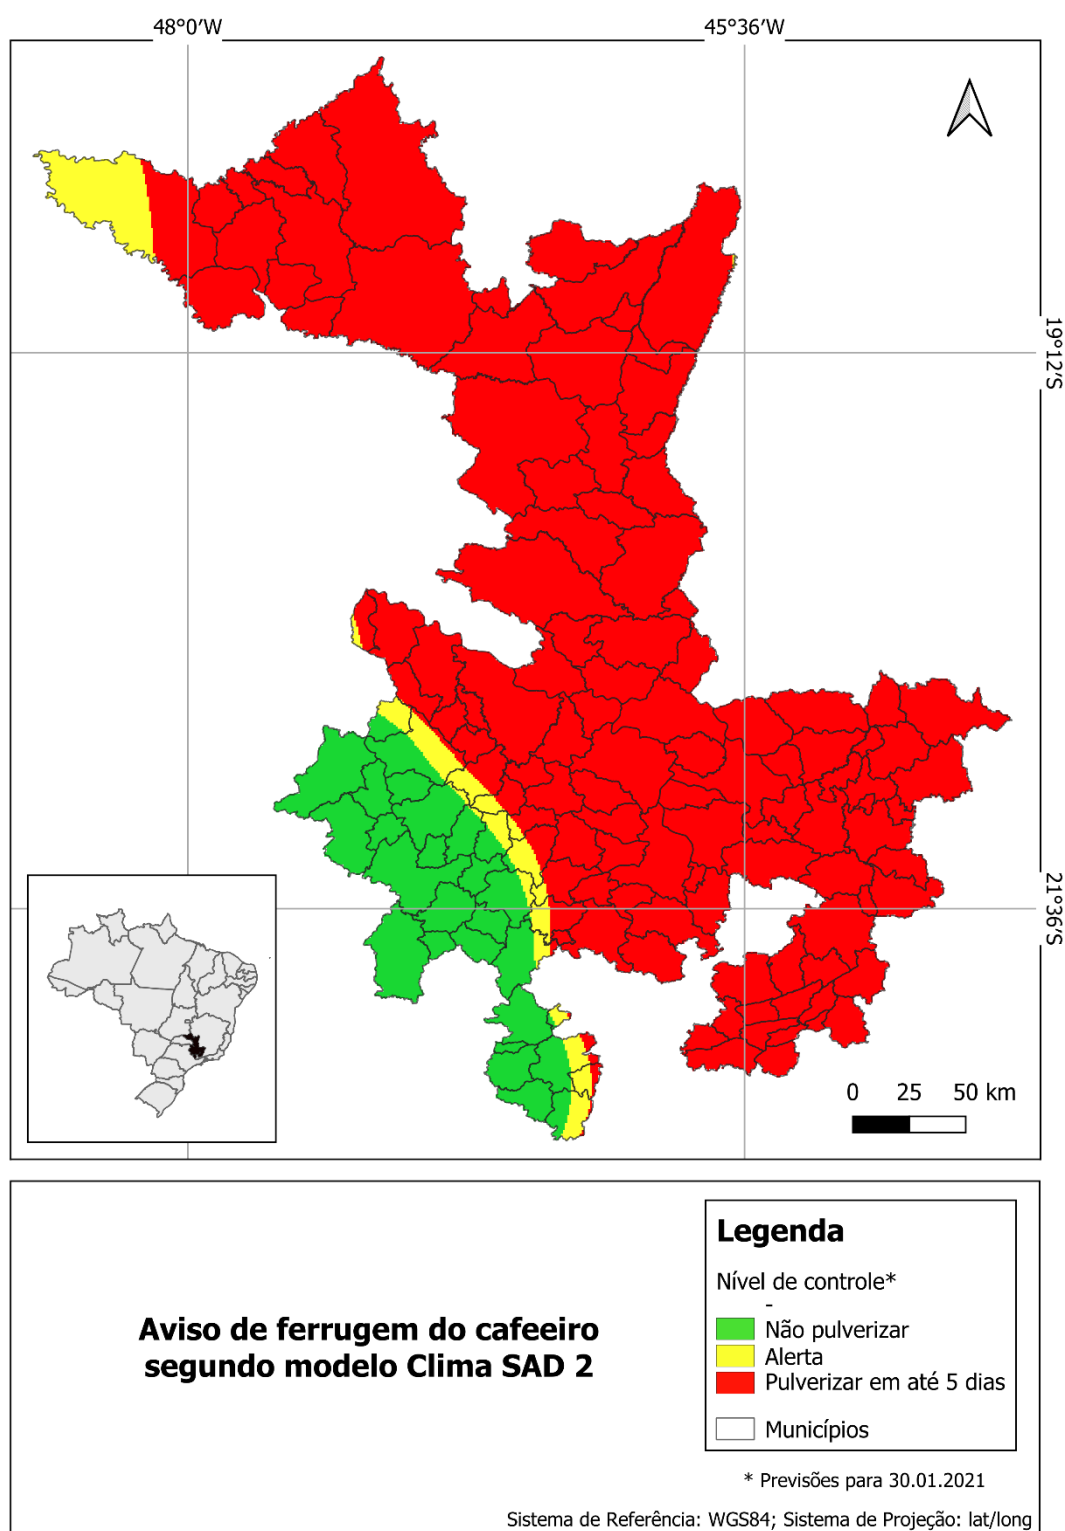 48°0′W
45°36′W
19°12′S
21°36′S
0 25 50 km
Aviso de ferrugem do cafeeiro
segundo modelo Clima SAD 2
Legenda
Nível de controle*
-
Não pulverizar
Alerta
Pulverizar em até 5 dias
Municípios
* Previsões para 30.01.2021
Sistema de Referência: WGS84; Sistema de Projeção: lat/long